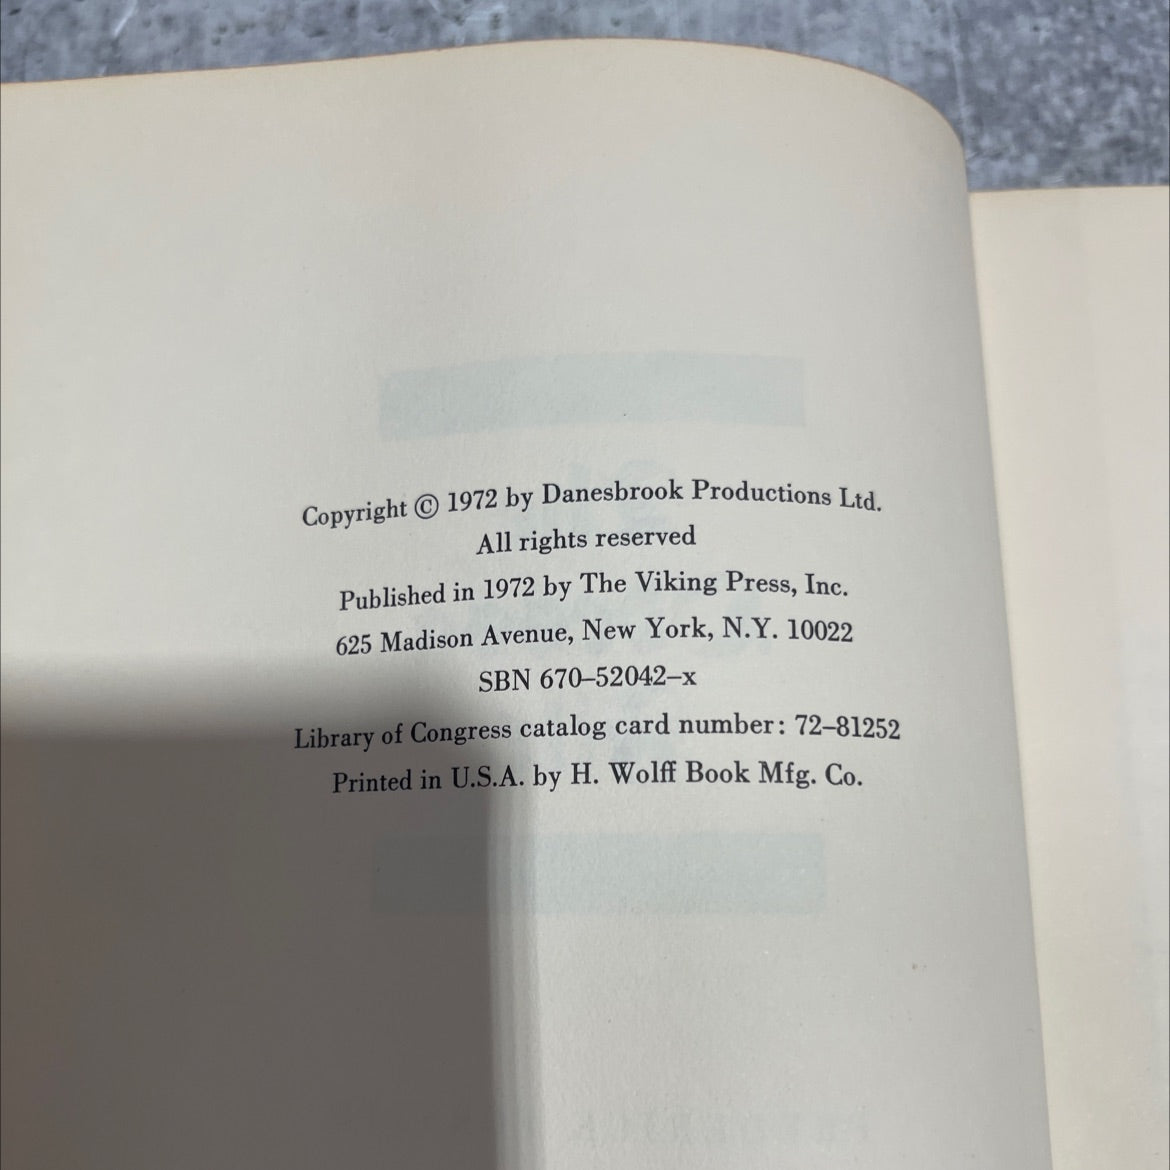 Copyright © 1972 by Danesbrook Productions Ltd.
All rights reserved
Published in 1972 by The Viking Press, Inc.
625 Madison Avenue, New York, N.Y. 10022
SBN 670–52042–x
Library of Congress catalog card number: 72–81252
Printed in U.S.A. by H. Wolff Book Mfg. Co.